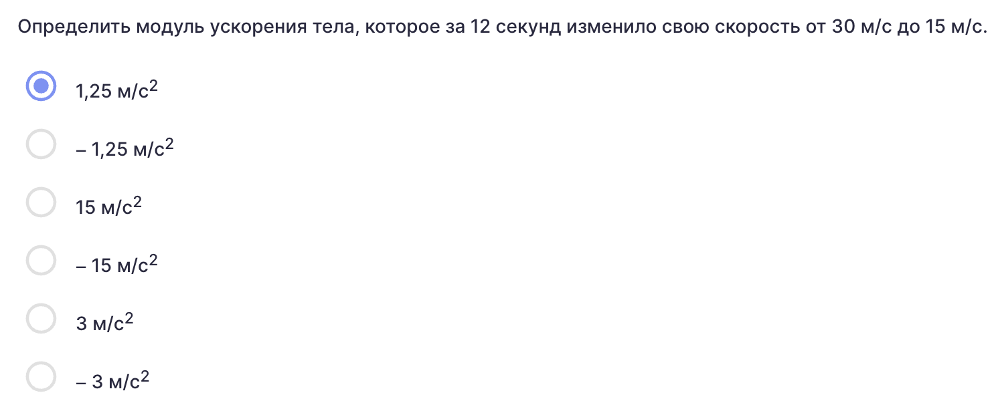 Определить модуль ускорения тела, которое за 12 секунд изменило свою скорость от 30 м/с до 15 м/с.
1,25 м/с²
– 1,25 м/с²
15 м/с²
– 15 м/с²
3 м/с²
– 3 м/с²